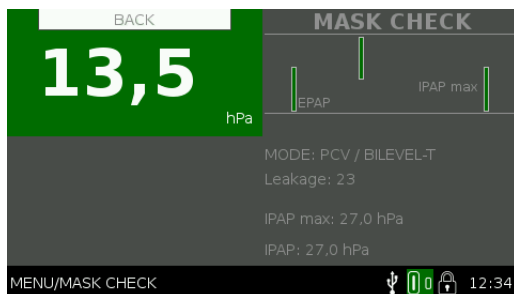 BACK
MASK CHECK
13,5
hPa
EPAP
IPAP max
MODE: PCV / BILEVEL-T
Leakage: 23
IPAP max: 27,0 hPa
IPAP: 27,0 hPa
MENU/MASK CHECK
0
12:34